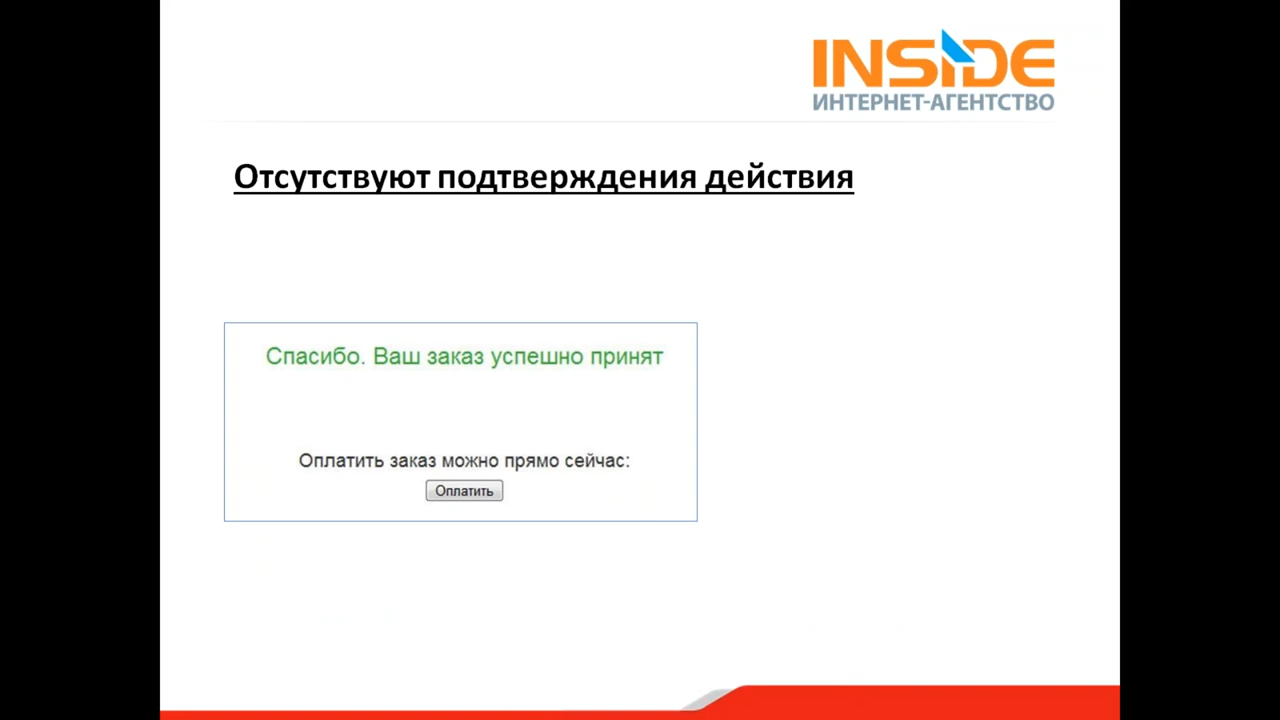 INSIDE
ИНТЕРНЕТ-АГЕНТСТВО
Отсутствуют подтверждения действия
Спасибо. Ваш заказ успешно принят
Оплатить заказ можно прямо сейчас:
Оплатить